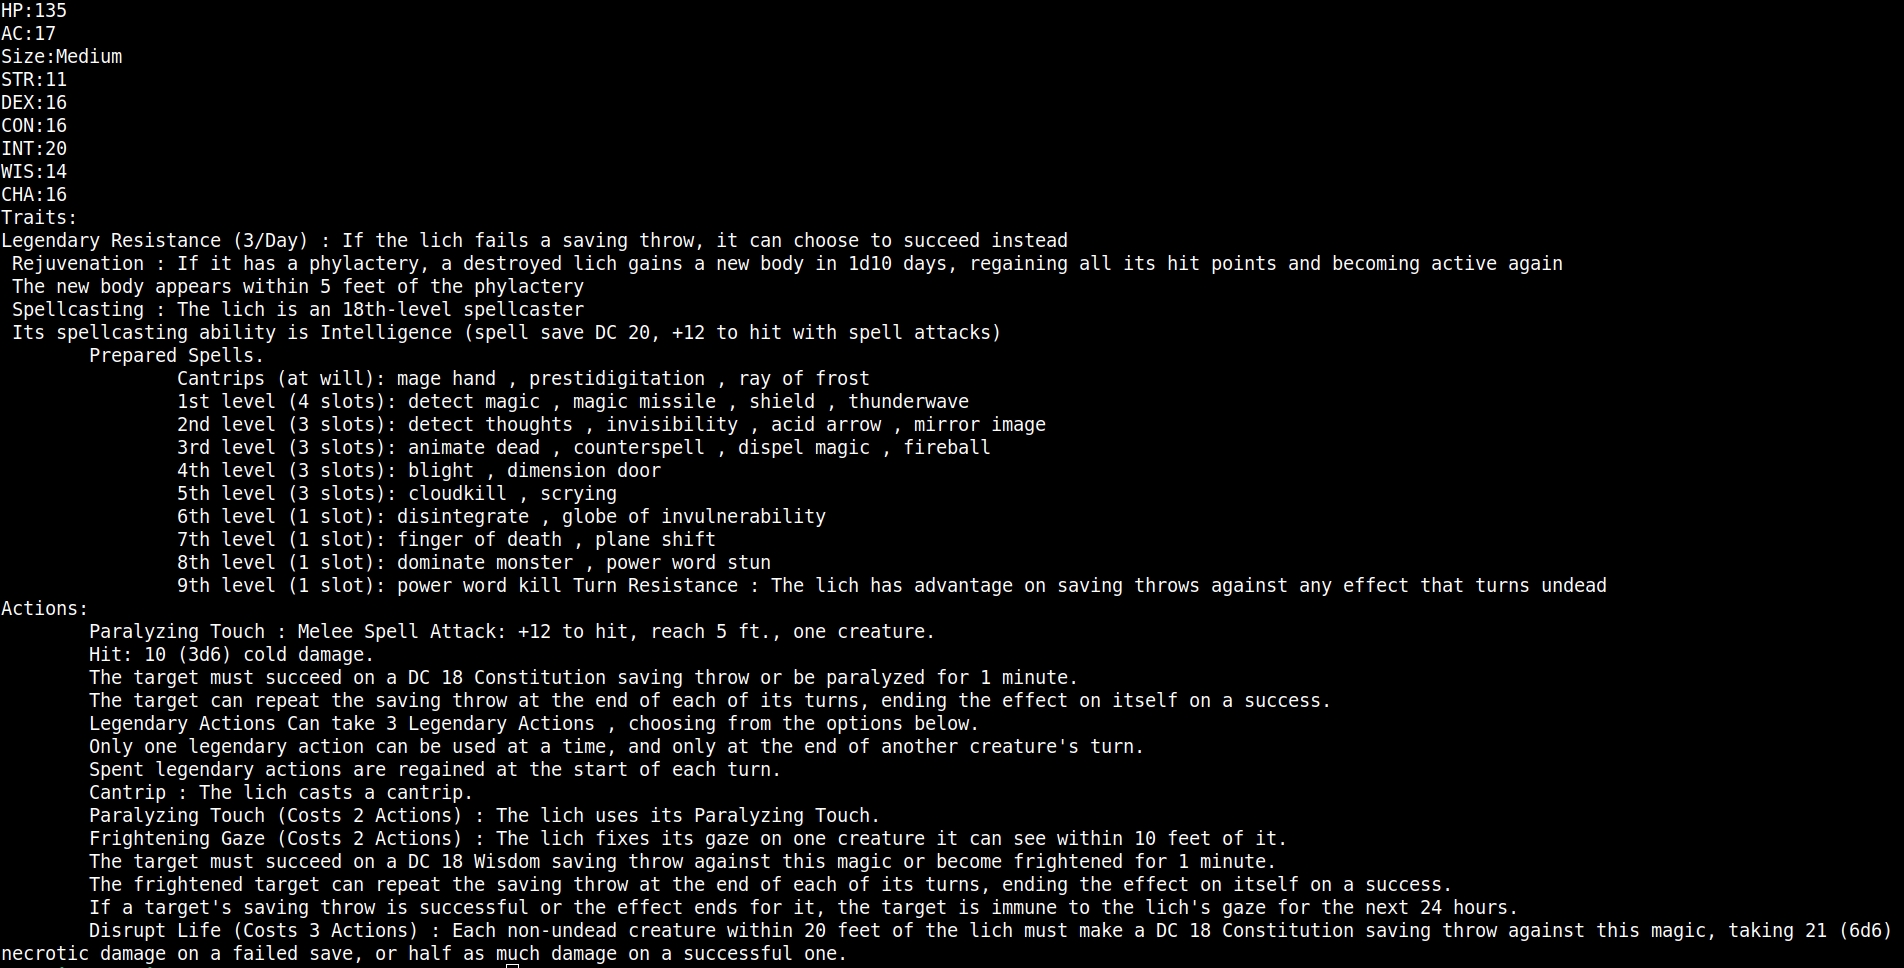 HP:135
AC:17
Size:Medium
STR:11
DEX:16
CON:16
INT:20
WIS:14
CHA:16
Traits:
Legendary Resistance (3/Day) : If the lich fails a saving throw, it can choose to succeed instead
Rejuvenation : If it has a phylactery, a destroyed lich gains a new body in 1d10 days, regaining all its hit points and becoming active again
The new body appears within 5 feet of the phylactery
Spellcasting : The lich is an 18th-level spellcaster
Its spellcasting ability is Intelligence (spell save DC 20, +12 to hit with spell attacks)
Prepared Spells.
Cantrips (at will): mage hand , prestidigitation , ray of frost
1st level (4 slots): detect magic , magic missile , shield , thunderwave
2nd level (3 slots): detect thoughts , invisibility , acid arrow , mirror image
3rd level (3 slots): animate dead , counterspell , dispel magic , fireball
4th level (3 slots): blight , dimension door
5th level (3 slots): cloudkill , scrying
6th level (1 slot): disintegrate , globe of invulnerability
7th level (1 slot): finger of death , plane shift
8th level (1 slot): dominate monster , power word stun
9th level (1 slot): power word kill Turn Resistance : The lich has advantage on saving throws against any effect that turns undead
Actions:
Paralyzing Touch : Melee Spell Attack: +12 to hit, reach 5 ft., one creature.
Hit: 10 (3d6) cold damage.
The target must succeed on a DC 18 Constitution saving throw or be paralyzed for 1 minute.
The target can repeat the saving throw at the end of each of its turns, ending the effect on itself on a success.
Legendary Actions Can take 3 Legendary Actions , choosing from the options below.
Only one legendary action can be used at a time, and only at the end of another creature's turn.
Spent legendary actions are regained at the start of each turn.
Cantrip : The lich casts a cantrip.
Paralyzing Touch (Costs 2 Actions) : The lich uses its Paralyzing Touch.
Frightening Gaze (Costs 2 Actions) : The lich fixes its gaze on one creature it can see within 10 feet of it.
The target must succeed on a DC 18 Wisdom saving throw against this magic or become frightened for 1 minute.
The frightened target can repeat the saving throw at the end of each of its turns, ending the effect on itself on a success.
If a target's saving throw is successful or the effect ends for it, the target is immune to the lich's gaze for the next 24 hours.
Disrupt Life (Costs 3 Actions) : Each non-undead creature within 20 feet of the lich must make a DC 18 Constitution saving throw against this magic, taking 21 (6d6)
necrotic damage on a failed save, or half as much damage on a successful one.